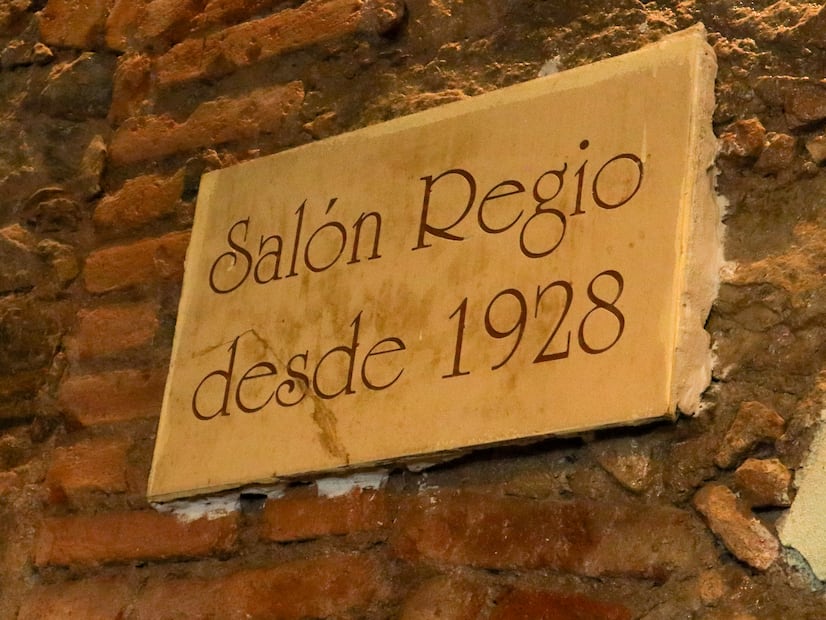 Salón Regio
desde 1928